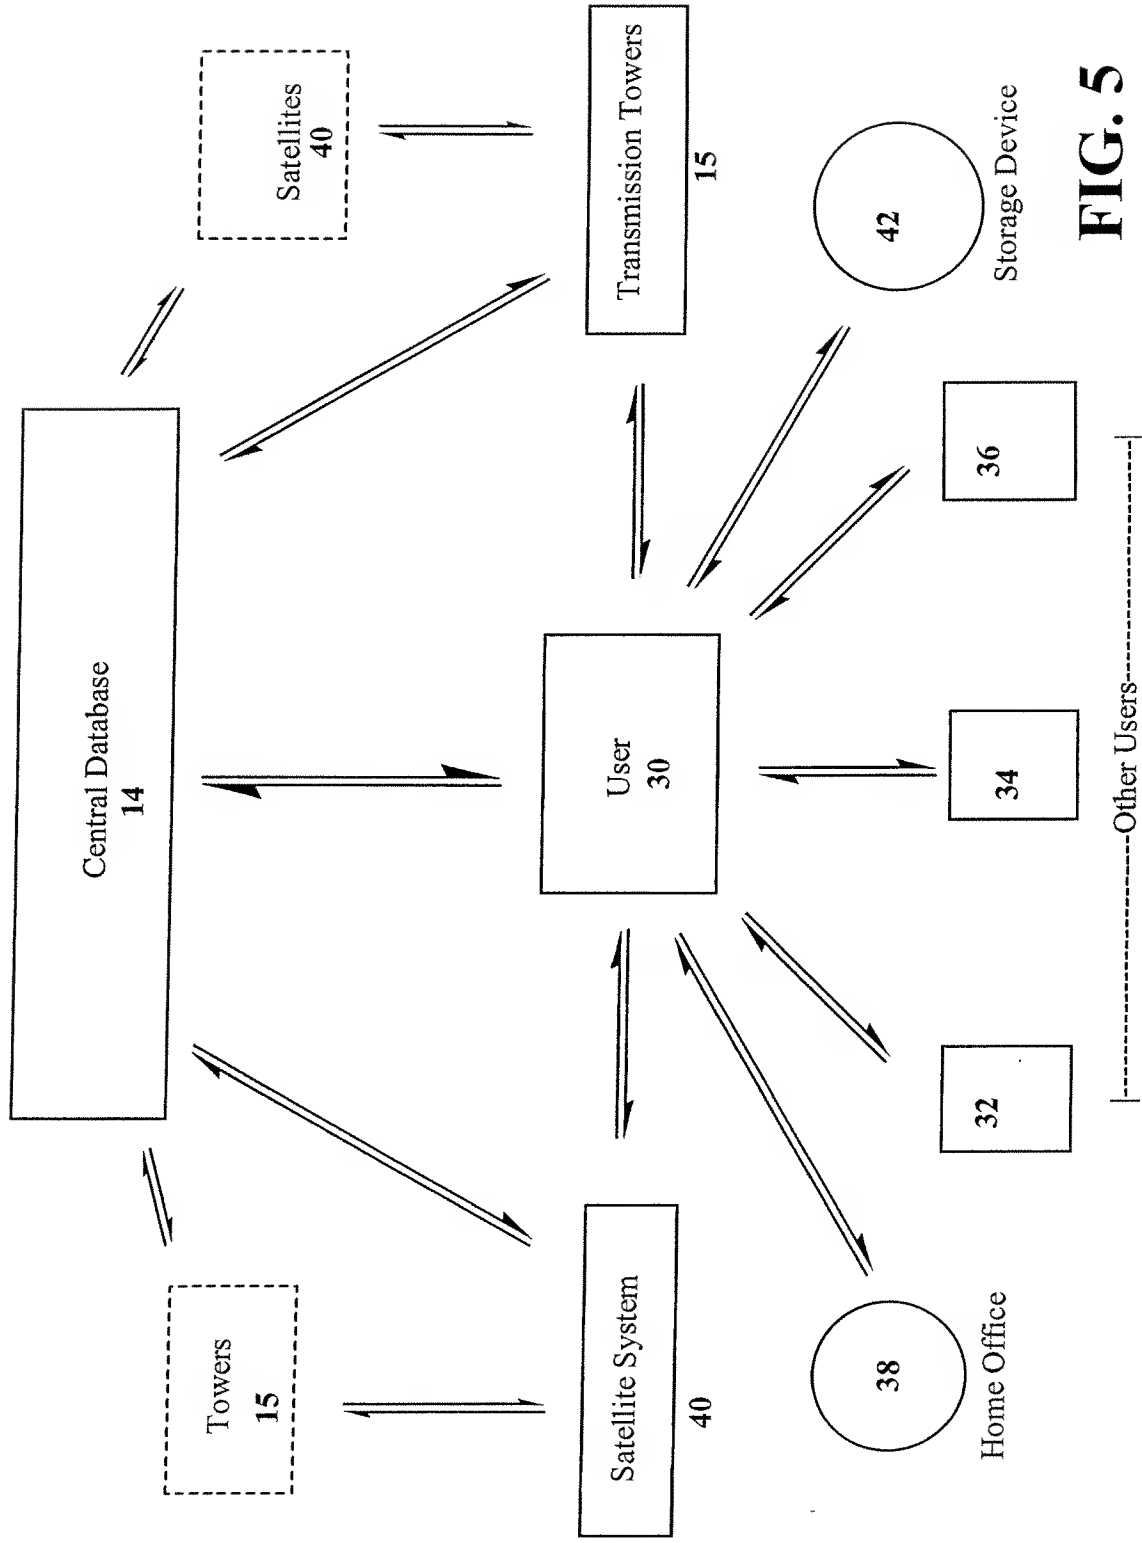 Central Database
14
Towers
15
Satellites
40
Satellite System
40
User
30
Transmission Towers
15
38
Home Office
32
34
36
42
Storage Device
Other Users
FIG. 5